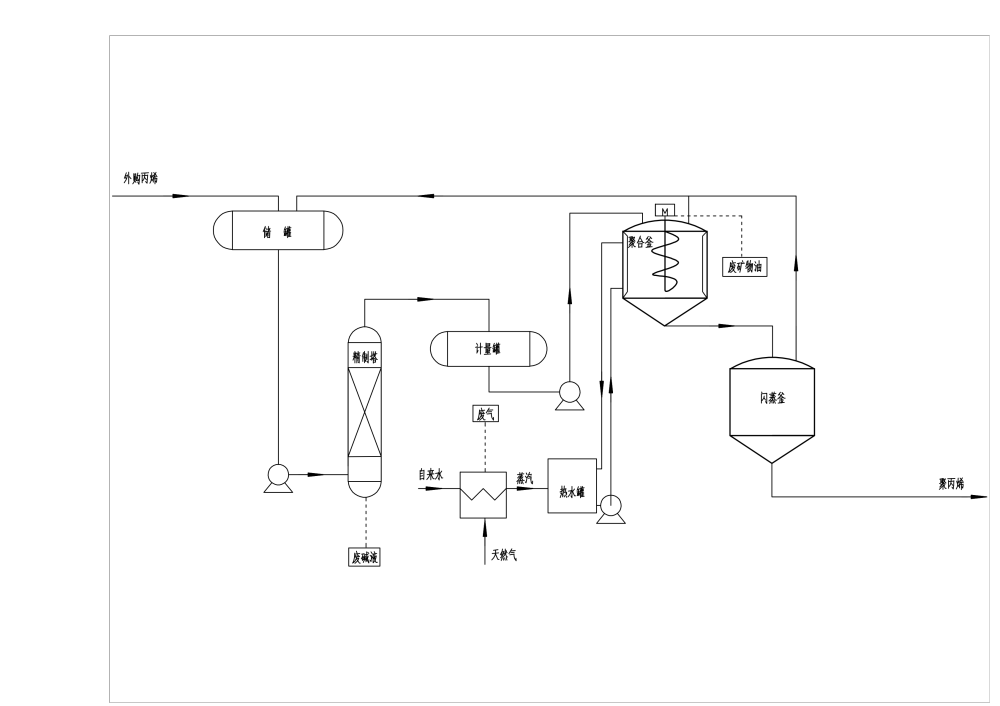 外购丙烯
储 罐
M
聚合釜
废矿物油
精制塔
计量罐
闪蒸釜
废气
自来水
蒸汽
热水罐
聚丙烯
天然气
废碱液